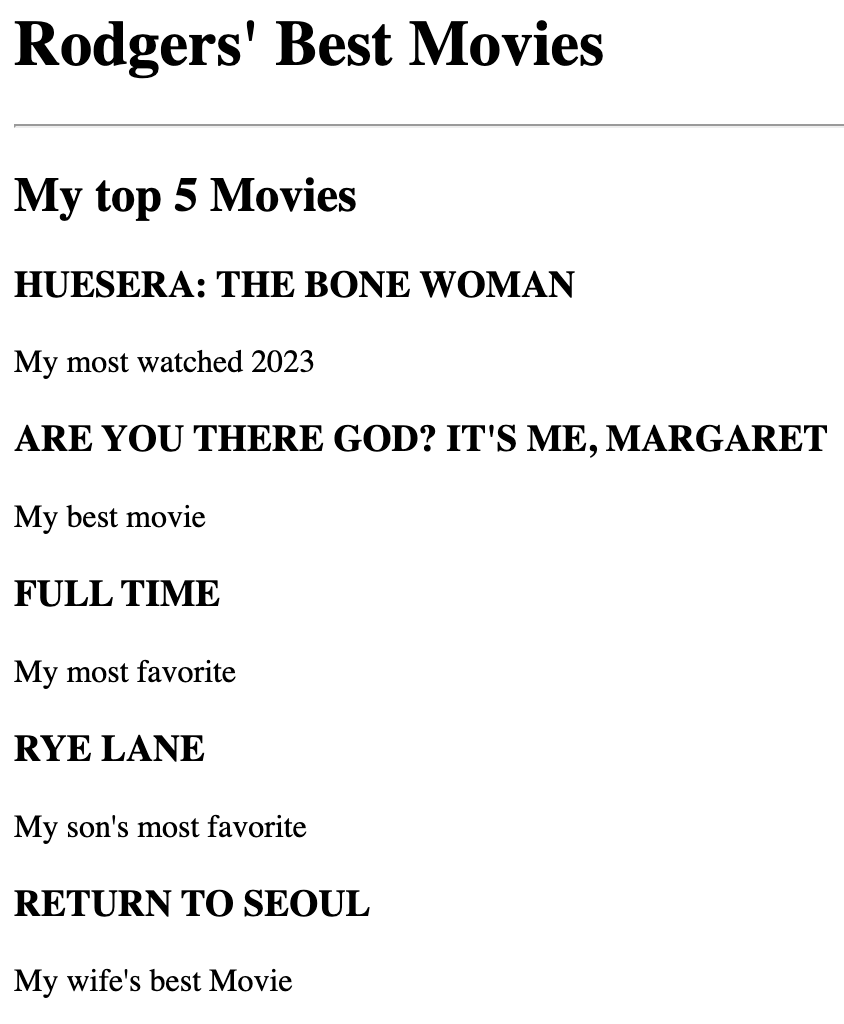 Rodgers' Best Movies
My top 5 Movies
HUESERA: THE BONE WOMAN
My most watched 2023
ARE YOU THERE GOD? IT'S ME, MARGARET
My best movie
FULL TIME
My most favorite
RYE LANE
My son's most favorite
RETURN TO SEOUL
My wife's best Movie